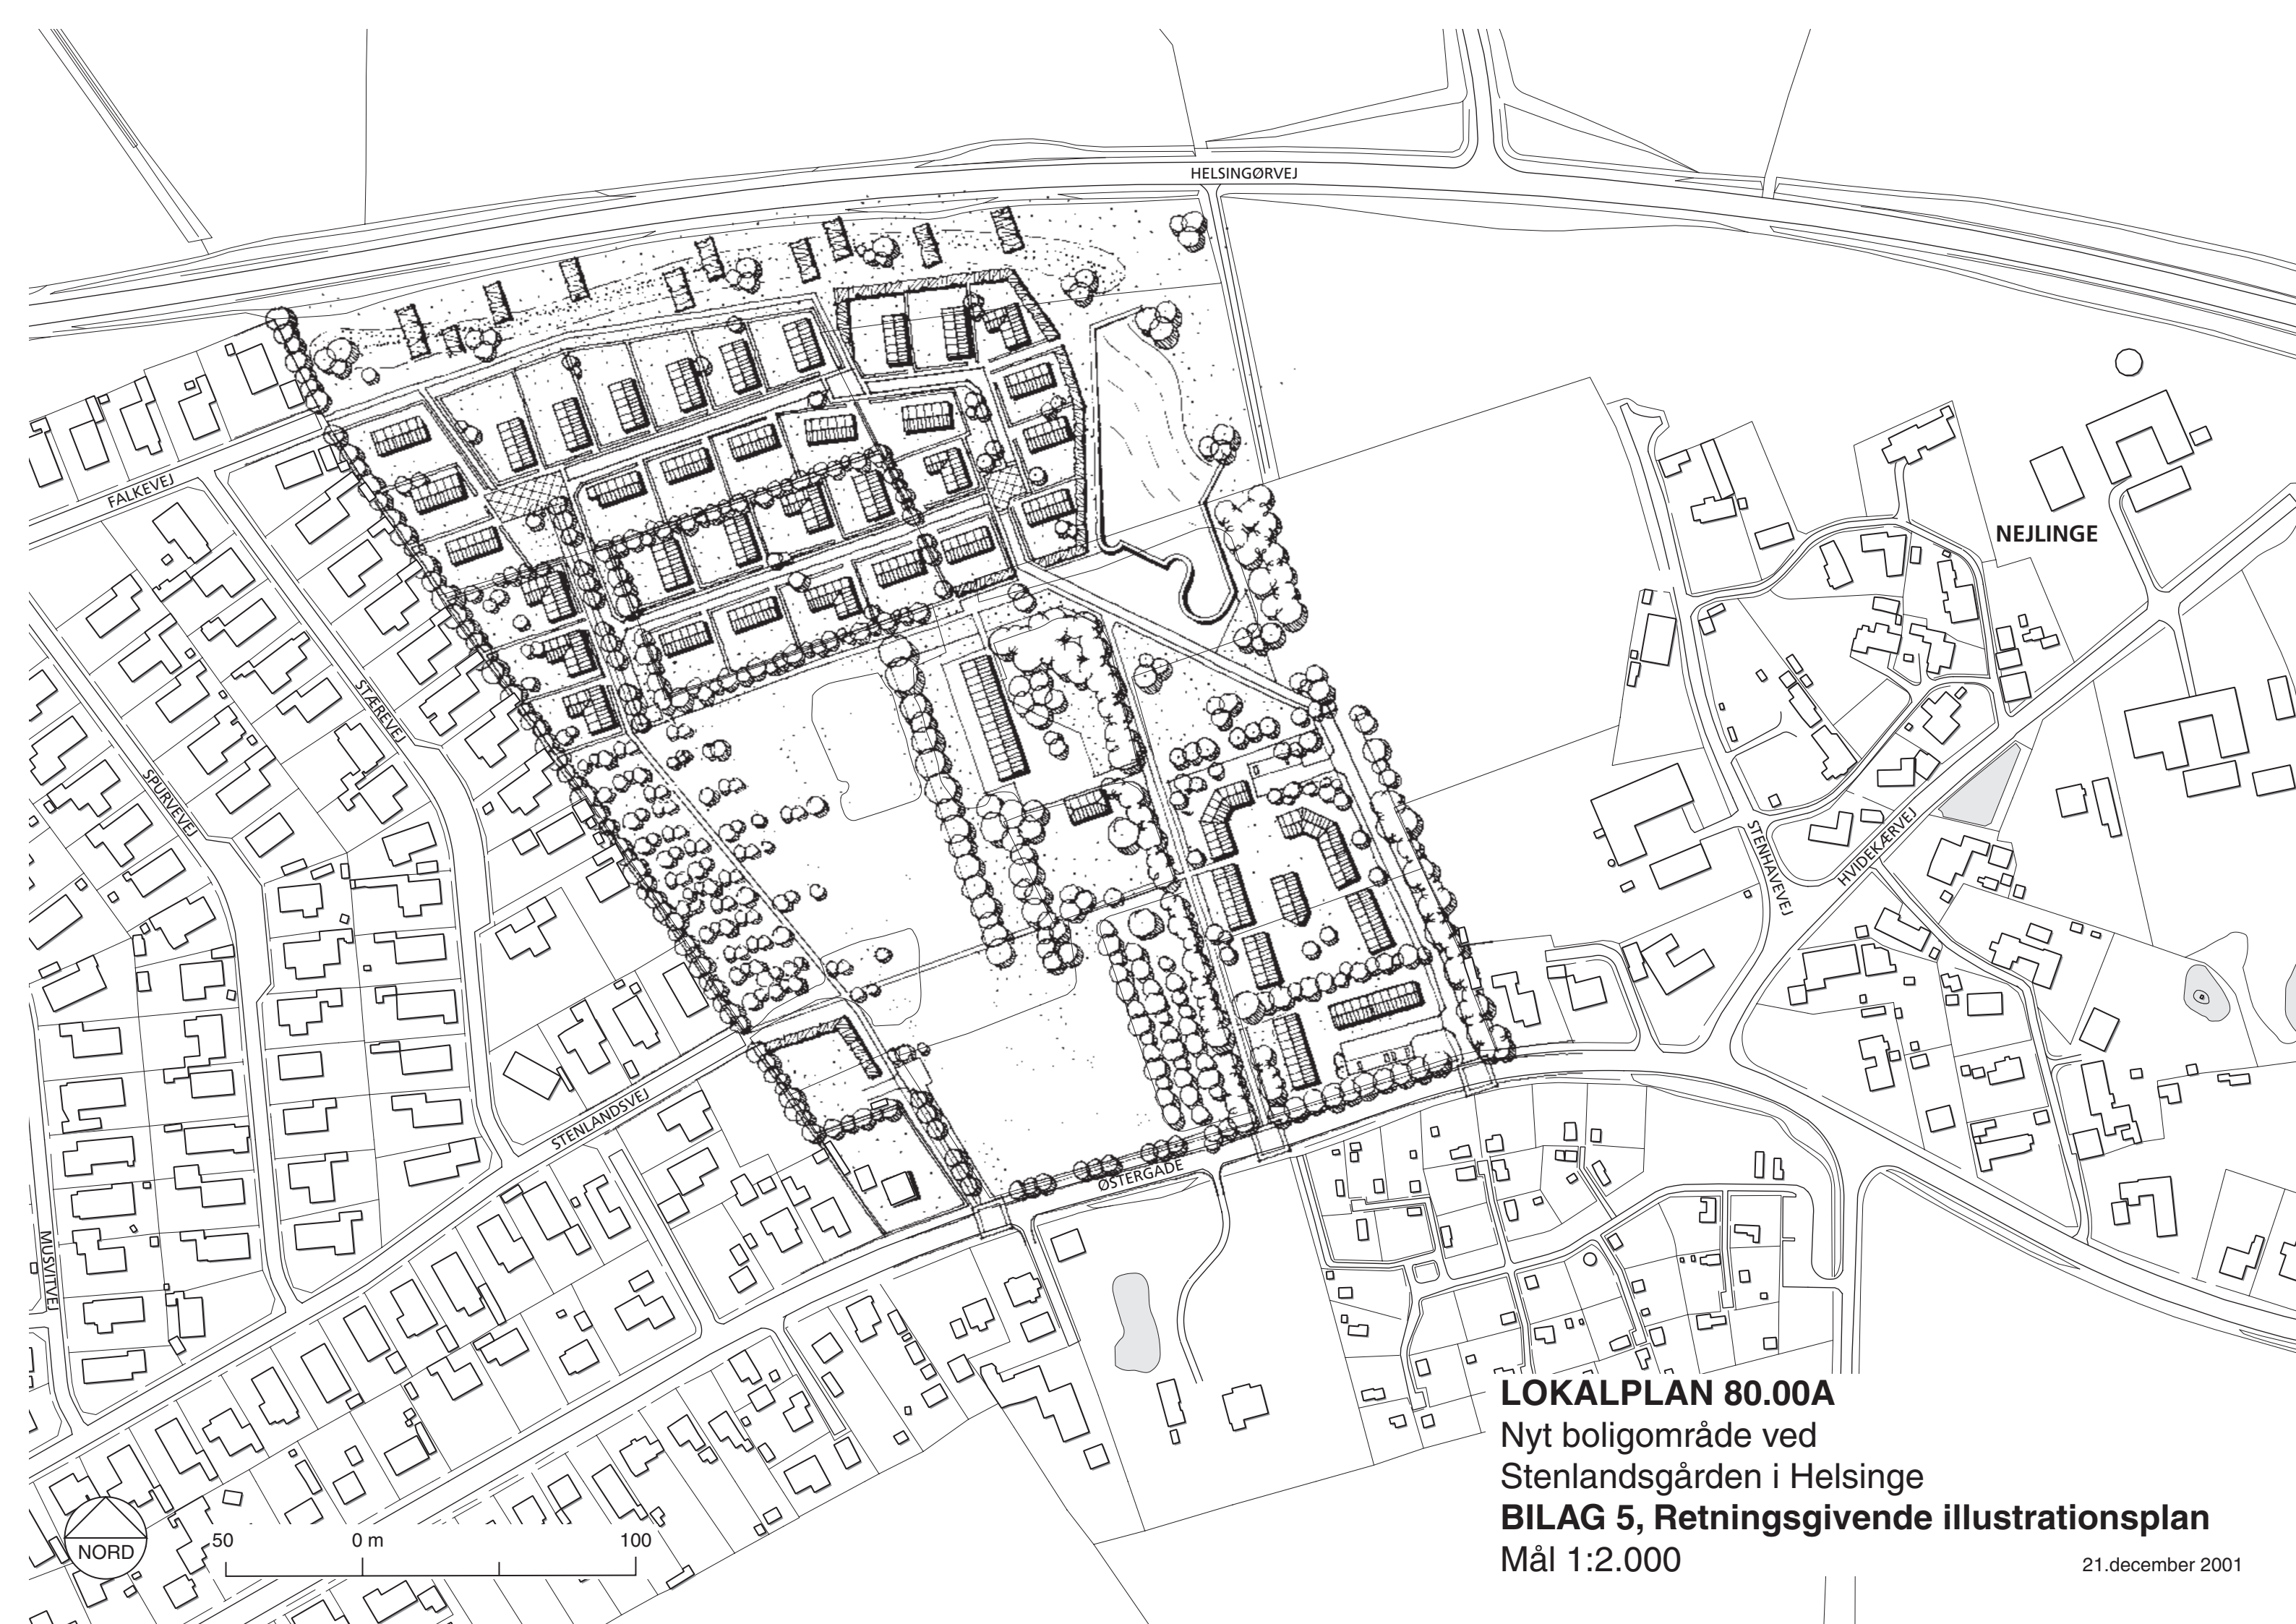 HELSINGØRVEJ
FALKEVEJ
NEJLINGE
STÆREVEJ
SPURVEVEJ
STENHAVEVEJ
HVIDEKÆRVEJ
STENLANDSVEJ
ØSTERGADE
MUSVITVEJ
LOKALPLAN 80.00A
Nyt boligområde ved
Stenlandsgården i Helsinge
BILAG 5, Retningsgivende illustrationsplan
Mål 1:2.000
21.december 2001
NORD
50 0 m 100